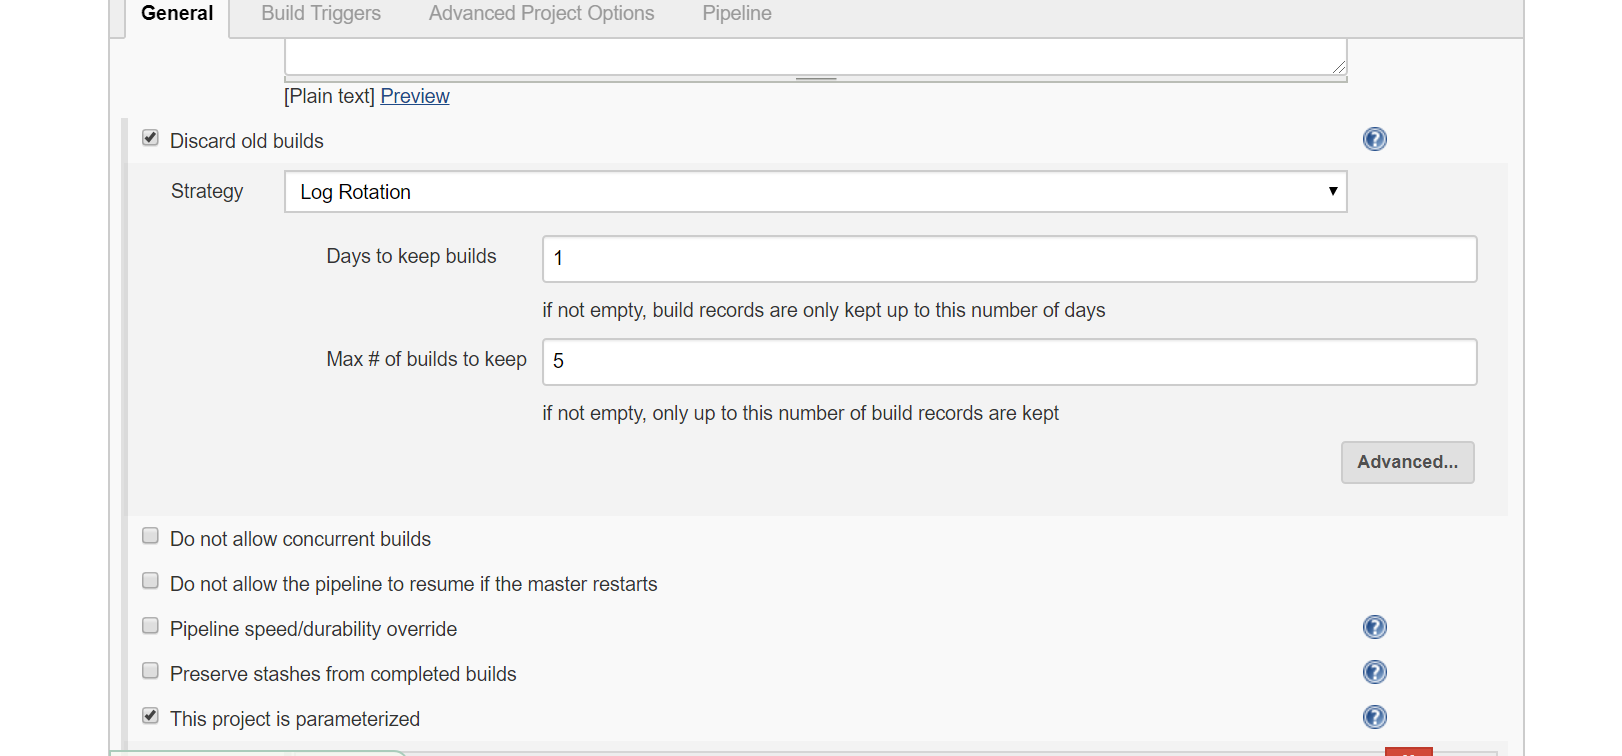 General Build Triggers Advanced Project Options Pipeline
[Plain text] Preview
Discard old builds
Strategy Log Rotation
Days to keep builds 1
if not empty, build records are only kept up to this number of days
Max # of builds to keep 5
if not empty, only up to this number of build records are kept
Advanced...
Do not allow concurrent builds
Do not allow the pipeline to resume if the master restarts
Pipeline speed/durability override
Preserve stashes from completed builds
This project is parameterized